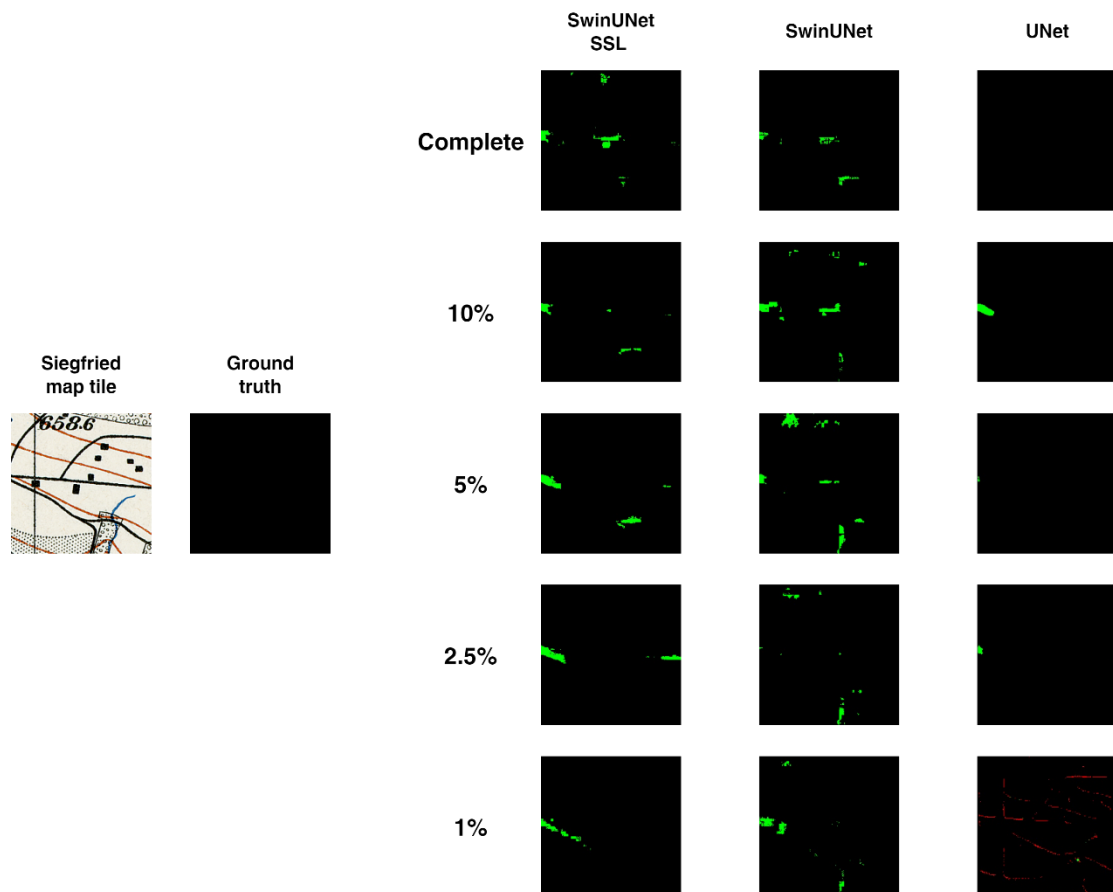 SwinUNet
SSL
SwinUNet
UNet
Complete
10%
Siegfried
map tile
Ground
truth
658.6
5%
2.5%
1%